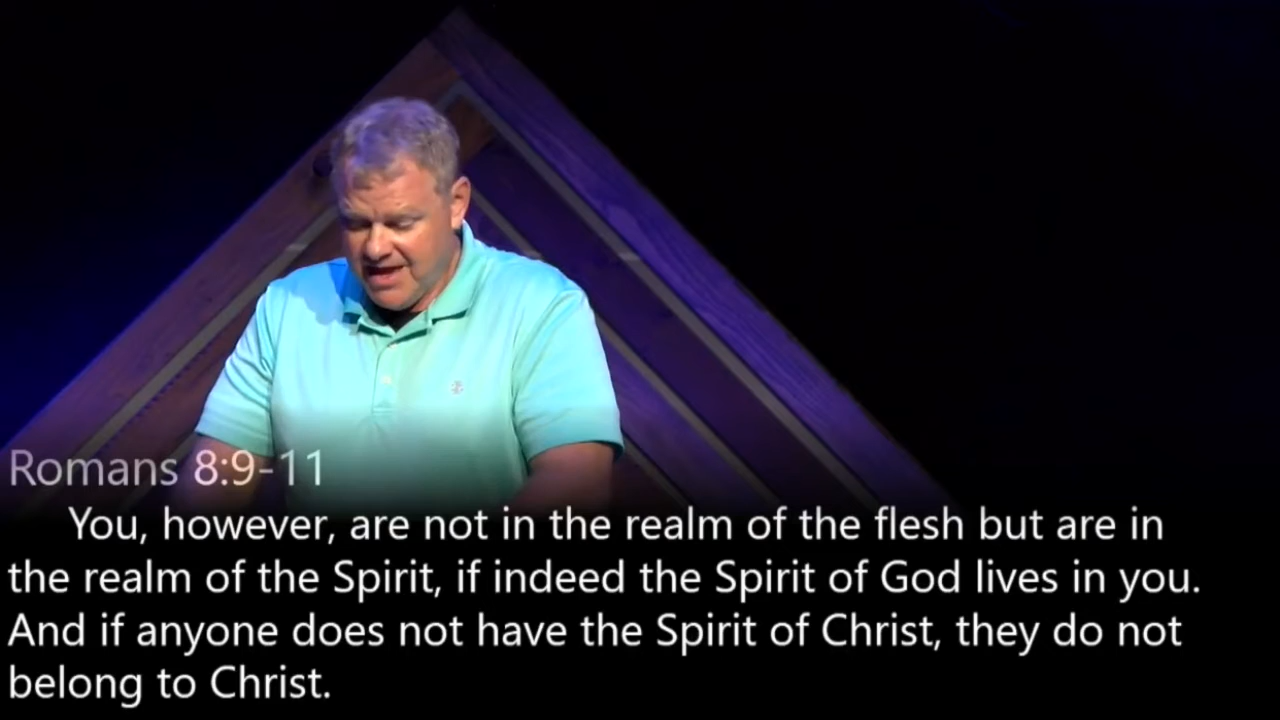 Romans 8:9-11
You, however, are not in the realm of the flesh but are in
the realm of the Spirit, if indeed the Spirit of God lives in you.
And if anyone does not have the Spirit of Christ, they do not
belong to Christ.